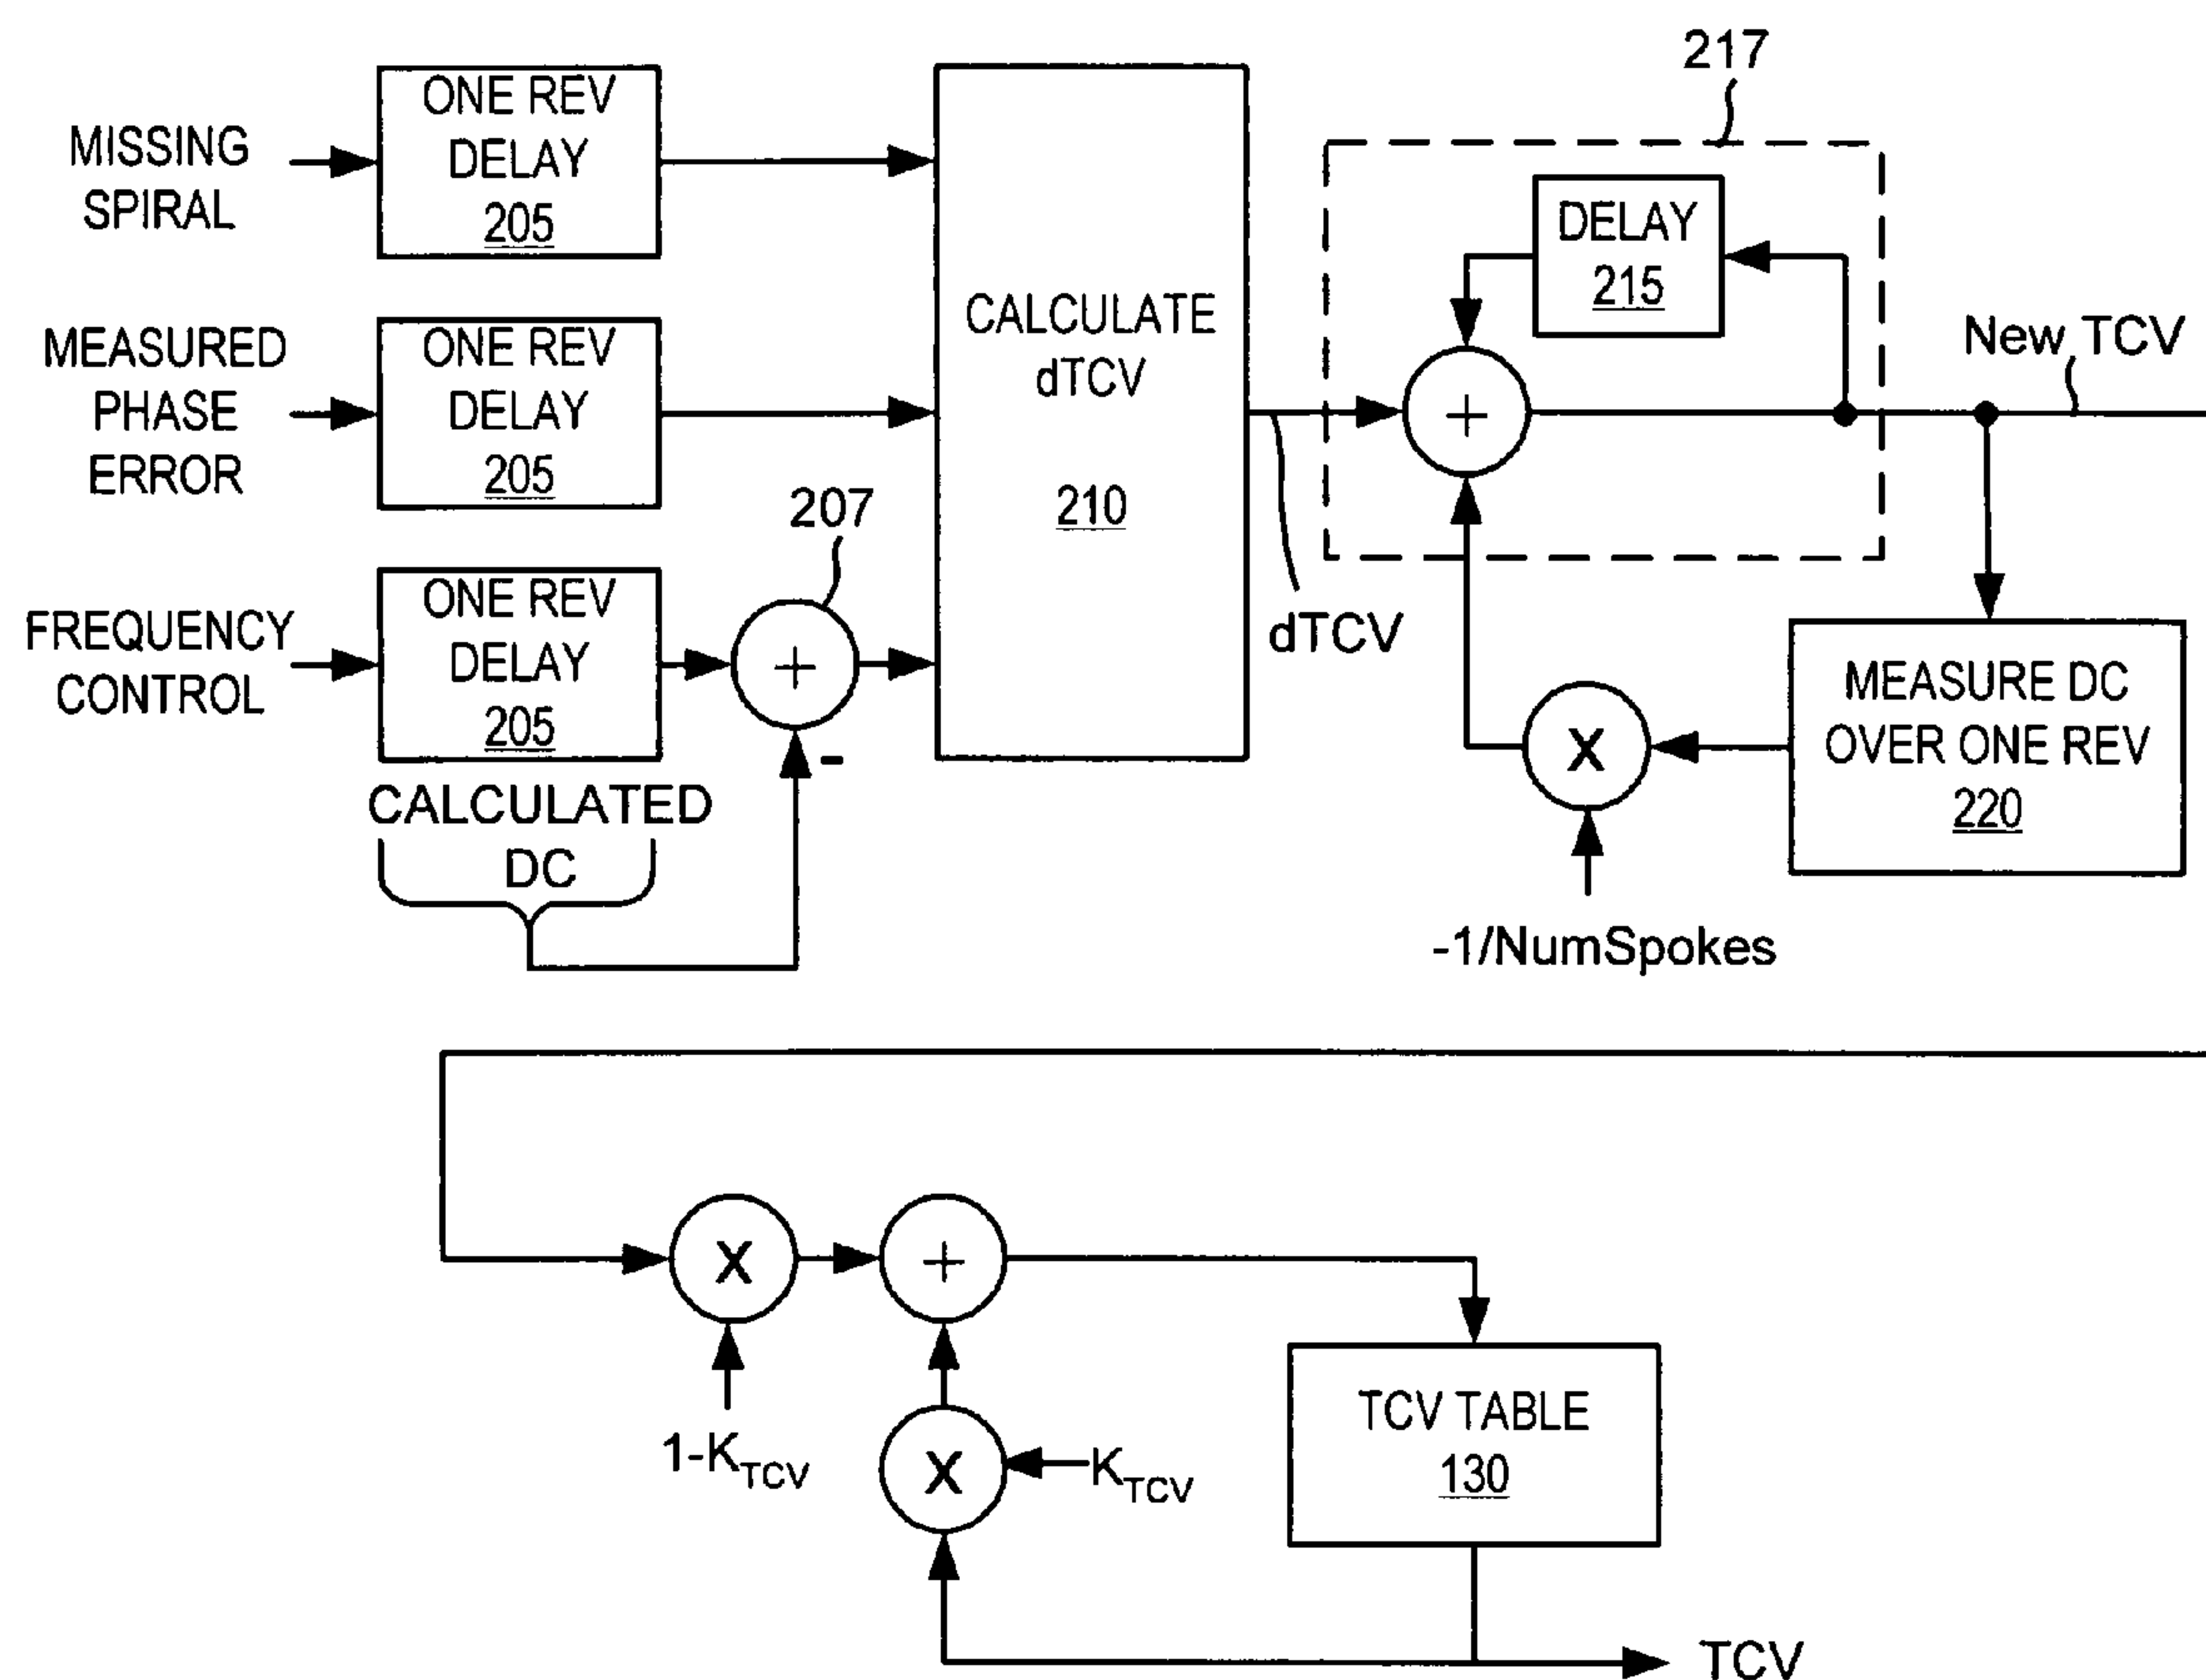 217
MISSING
SPIRAL
ONE REV
DELAY
205
MEASURED
PHASE
ERROR
ONE REV
DELAY
205
207
FREQUENCY
CONTROL
ONE REV
DELAY
205
+
-
CALCULATED
DC
CALCULATE
dTCV
210
dTCV
DELAY
215
+
New TCV
MEASURE DC
OVER ONE REV
220
X
-1/NumSpokes
X
+
1-K_TCV
X
K_TCV
TCV TABLE
130
TCV